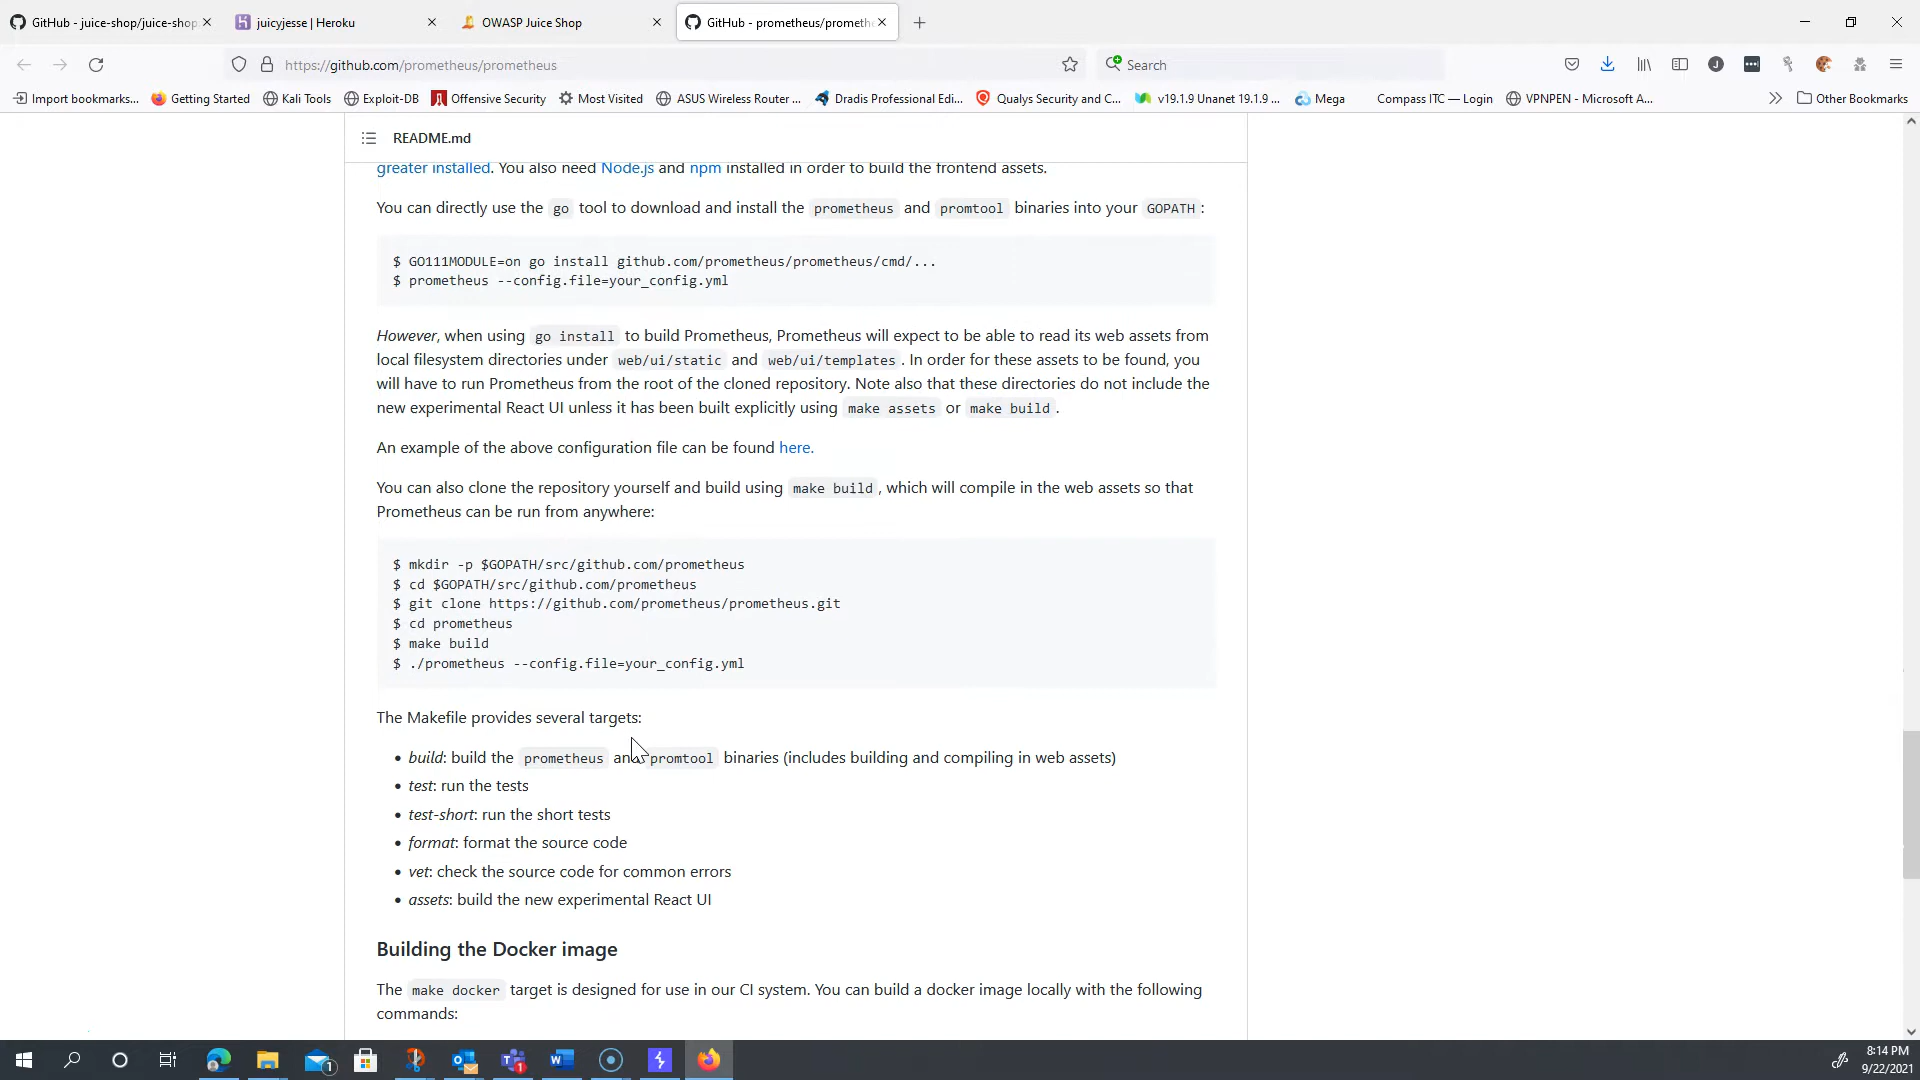 GitHub - juice-shop/juice-shop:
juicyjesse | Heroku
OWASP Juice Shop
GitHub - prometheus/prometh
https://github.com/prometheus/prometheus
Search
Import bookmarks...
Getting Started
Kali Tools
Exploit-DB
Offensive Security
Most Visited
ASUS Wireless Router ...
Dradis Professional Edi...
Qualys Security and C...
v19.1.9 Unanet 19.1.9 ...
Mega
Compass ITC — Login
VPNPEN - Microsoft A...
Other Bookmarks
README.md
greater installed. You also need Node.js and npm installed in order to build the frontend assets.
You can directly use the go tool to download and install the prometheus and promtool binaries into your GOPATH :
$ GO111MODULE=on go install github.com/prometheus/prometheus/cmd/...
$ prometheus --config.file=your_config.yml
However, when using go install to build Prometheus, Prometheus will expect to be able to read its web assets from
local filesystem directories under web/ui/static and web/ui/templates . In order for these assets to be found, you
will have to run Prometheus from the root of the cloned repository. Note also that these directories do not include the
new experimental React UI unless it has been built explicitly using make assets or make build .
An example of the above configuration file can be found here.
You can also clone the repository yourself and build using make build , which will compile in the web assets so that
Prometheus can be run from anywhere:
$ mkdir -p $GOPATH/src/github.com/prometheus
$ cd $GOPATH/src/github.com/prometheus
$ git clone https://github.com/prometheus/prometheus.git
$ cd prometheus
$ make build
$ ./prometheus --config.file=your_config.yml
The Makefile provides several targets:
• build: build the prometheus and promtool binaries (includes building and compiling in web assets)
• test: run the tests
• test-short: run the short tests
• format: format the source code
• vet: check the source code for common errors
• assets: build the new experimental React UI
Building the Docker image
The make docker target is designed for use in our CI system. You can build a docker image locally with the following
commands:
8:14 PM
9/22/2021